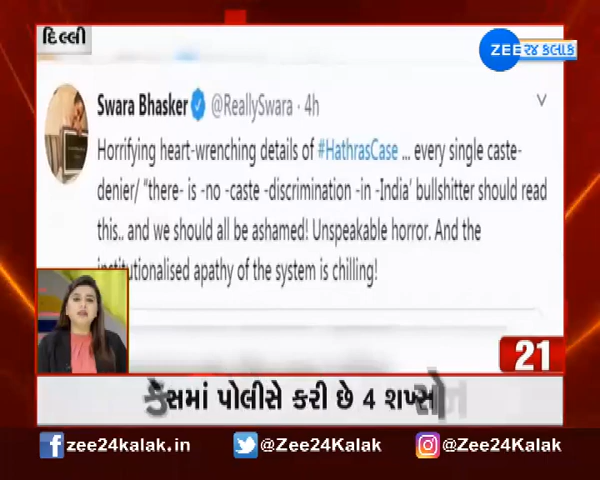 દિલ્લી
ZEE ૨૪ કલાક
Swara Bhasker @ReallySwara · 4h
Horrifying heart-wrenching details of #HathrasCase ... every single caste-
denier/ “there- is -no -caste -discrimination -in -India' bullshitter should read
this.. and we should all be ashamed! Unspeakable horror. And the
institutionalised apathy of the system is chilling!
21
કેસમાં પોલીસે કરી છે 4 શખ્સો
zee24kalak.in
@Zee24Kalak
@Zee24Kalak